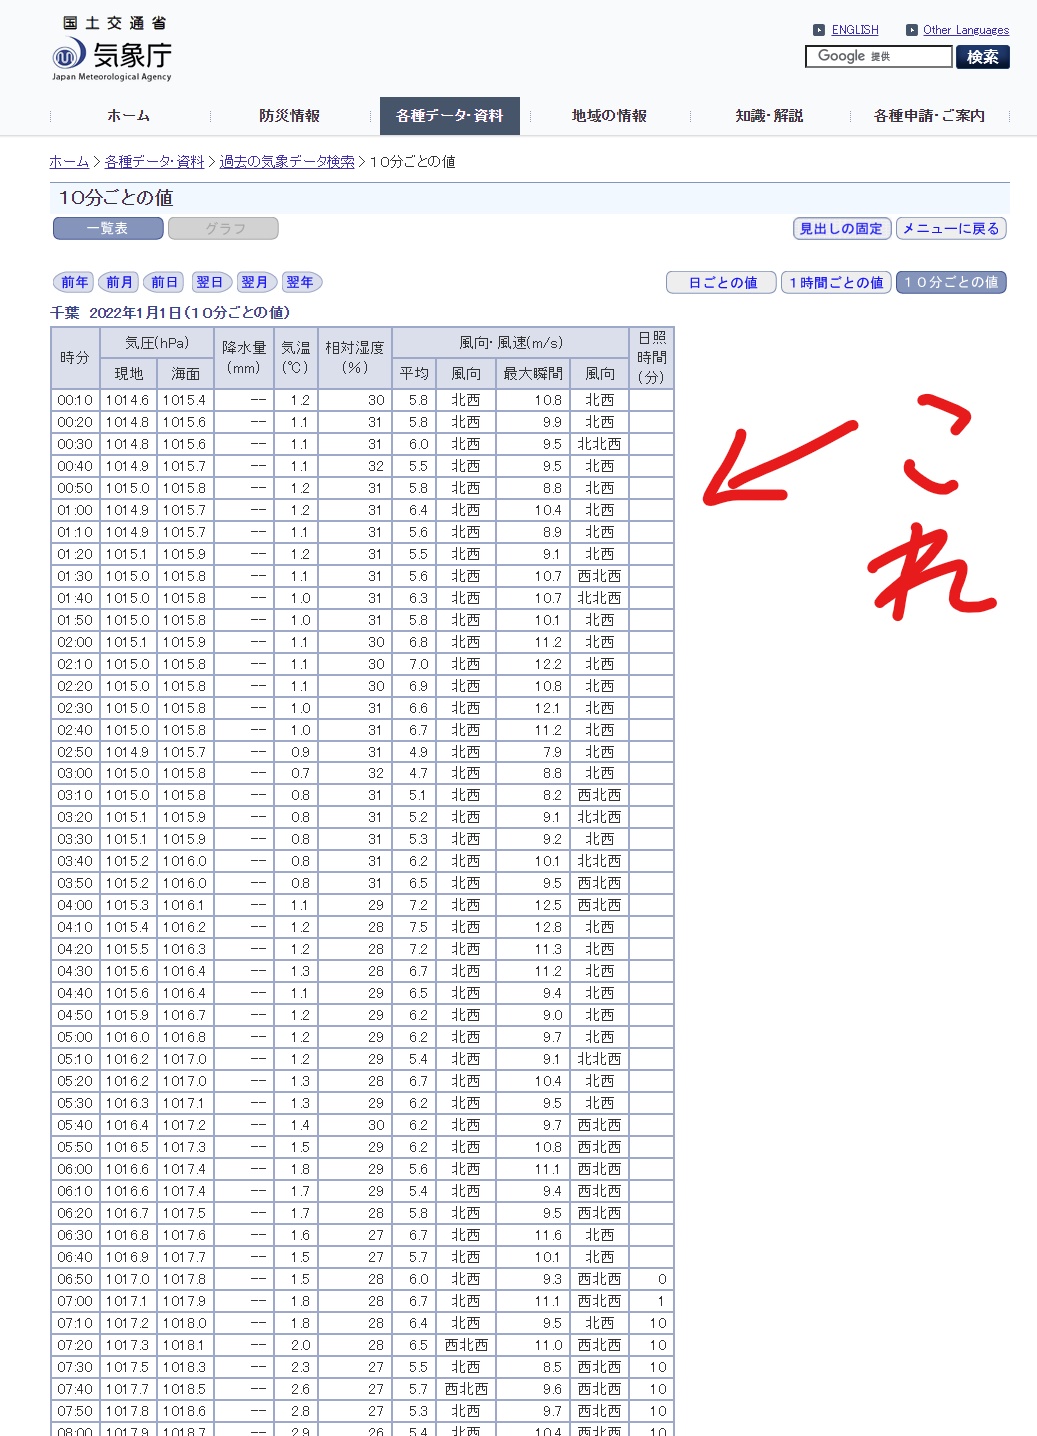 国土交通省
気象庁
Japan Meteorological Agency
ENGLISH
Other Languages
Google 提供
検索
ホーム 防災情報 各種データ・資料 地域の情報 知識・解説 各種申請・ご案内
ホーム > 各種データ・資料 > 過去の気象データ検索 > 10分ごとの値
10分ごとの値
一覧表 グラフ 見出しの固定 メニューに戻る
前年 前月 前日 翌日 翌月 翌年 日ごとの値 1時間ごとの値 10分ごとの値
千葉 2022年1月1日(10分ごとの値)
時分 気圧(hPa) 降水量(mm) 気温(℃) 相対湿度(%) 風向・風速(m/s) 日照時間(分)
現地 海面 平均 風向 最大瞬間 風向
00:10 1014.6 1015.4 -- 1.2 30 5.8 北西 10.8 北西
00:20 1014.8 1015.6 -- 1.1 31 5.8 北西 9.9 北西
00:30 1014.8 1015.6 -- 1.1 31 6.0 北西 9.5 北北西
00:40 1014.9 1015.7 -- 1.1 32 5.5 北西 9.5 北西
00:50 1015.0 1015.8 -- 1.2 31 5.8 北西 8.8 北西
01:00 1014.9 1015.7 -- 1.2 31 6.4 北西 10.4 北西
01:10 1014.9 1015.7 -- 1.1 31 5.6 北西 8.9 北西
01:20 1015.1 1015.9 -- 1.2 31 5.5 北西 9.1 北西
01:30 1015.0 1015.8 -- 1.1 31 5.6 北西 10.7 西北西
01:40 1015.0 1015.8 -- 1.0 31 6.3 北西 10.7 北北西
01:50 1015.0 1015.8 -- 1.0 31 5.8 北西 10.1 北西
02:00 1015.1 1015.9 -- 1.1 30 6.8 北西 11.2 北西
02:10 1015.0 1015.8 -- 1.1 30 7.0 北西 12.2 北西
02:20 1015.0 1015.8 -- 1.1 30 6.9 北西 10.8 北西
02:30 1015.0 1015.8 -- 1.0 31 6.6 北西 12.1 北西
02:40 1015.0 1015.8 -- 1.0 31 6.7 北西 11.2 北西
02:50 1014.9 1015.7 -- 0.9 31 4.9 北西 7.9 北西
03:00 1015.0 1015.8 -- 0.7 32 4.7 北西 8.8 北西
03:10 1015.0 1015.8 -- 0.8 31 5.1 北西 8.2 西北西
03:20 1015.1 1015.9 -- 0.8 31 5.2 北西 9.1 北北西
03:30 1015.1 1015.9 -- 0.8 31 5.3 北西 9.2 北西
03:40 1015.2 1016.0 -- 0.8 31 6.2 北西 10.1 北北西
03:50 1015.2 1016.0 -- 0.8 31 6.5 北西 9.5 西北西
04:00 1015.3 1016.1 -- 1.1 29 7.2 北西 12.5 西北西
04:10 1015.4 1016.2 -- 1.2 28 7.5 北西 12.8 北西
04:20 1015.5 1016.3 -- 1.2 28 7.2 北西 11.3 北西
04:30 1015.6 1016.4 -- 1.3 28 6.7 北西 11.2 北西
04:40 1015.6 1016.4 -- 1.1 29 6.5 北西 9.4 北西
04:50 1015.9 1016.7 -- 1.2 29 6.2 北西 9.0 北西
05:00 1016.0 1016.8 -- 1.2 29 6.2 北西 9.7 北西
05:10 1016.2 1017.0 -- 1.2 29 5.4 北西 9.1 北北西
05:20 1016.2 1017.0 -- 1.3 28 6.7 北西 10.4 北西
05:30 1016.3 1017.1 -- 1.3 29 6.2 北西 9.5 北西
05:40 1016.4 1017.2 -- 1.4 30 6.2 北西 9.7 西北西
05:50 1016.5 1017.3 -- 1.5 29 6.2 北西 10.8 西北西
06:00 1016.6 1017.4 -- 1.8 29 5.6 北西 11.1 西北西
06:10 1016.6 1017.4 -- 1.7 29 5.4 北西 9.4 西北西
06:20 1016.7 1017.5 -- 1.7 28 5.8 北西 9.5 西北西
06:30 1016.8 1017.6 -- 1.6 27 6.7 北西 11.6 北西
06:40 1016.9 1017.7 -- 1.5 27 5.7 北西 10.1 北西
06:50 1017.0 1017.8 -- 1.5 28 6.0 北西 9.3 西北西 0
07:00 1017.1 1017.9 -- 1.8 28 6.7 北西 11.1 西北西 1
07:10 1017.2 1018.0 -- 1.8 28 6.4 北西 9.5 北西 10
07:20 1017.3 1018.1 -- 2.0 28 6.5 西北西 11.0 西北西 10
07:30 1017.5 1018.3 -- 2.3 27 5.5 北西 8.5 西北西 10
07:40 1017.7 1018.5 -- 2.6 27 5.7 西北西 9.6 西北西 10
07:50 1017.8 1018.6 -- 2.8 27 5.3 北西 9.7 西北西 10
08:00 1017.9 1018.7 -- 2.9 26 5.4 北西 10.4 西北西 10
これ